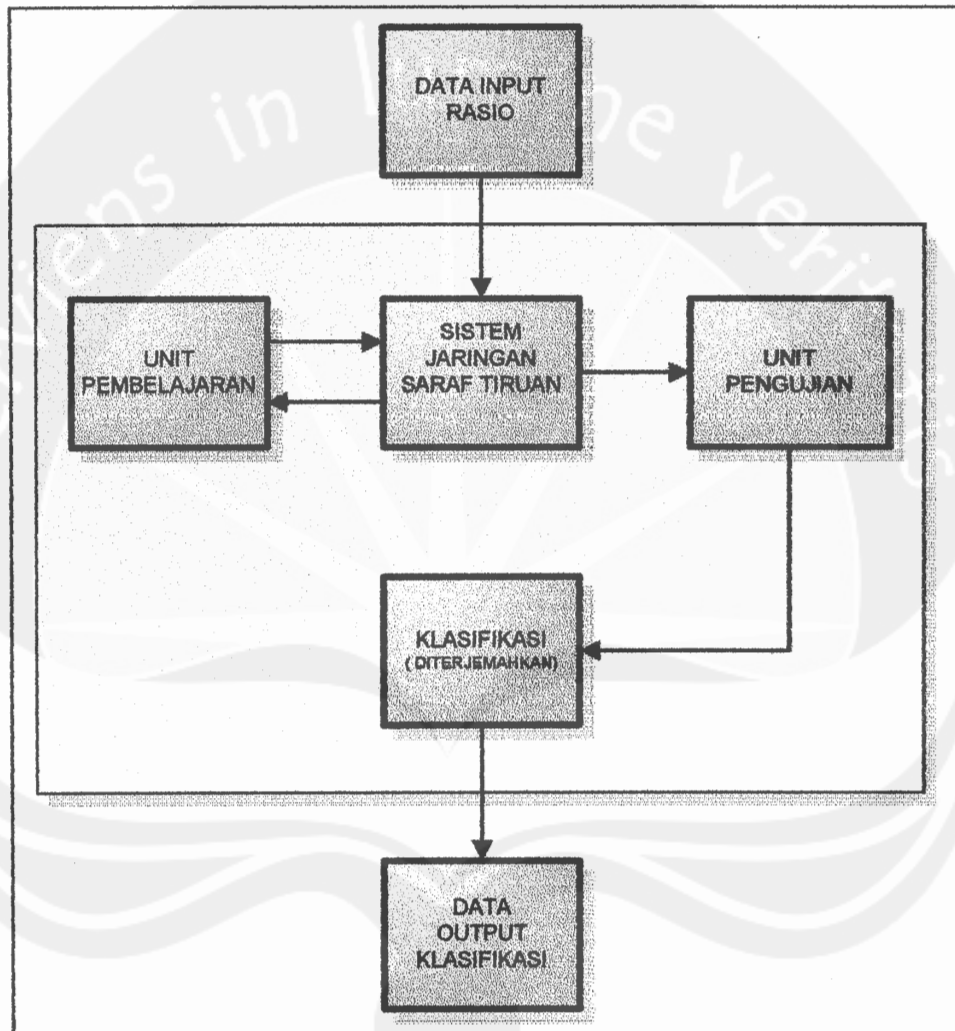 DATA INPUT
RASIO
UNIT
PEMBELAJARAN
SISTEM
JARINGAN
SARAF TIRUAN
UNIT
PENGUJIAN
KLASIFIKASI
( DITERJEMAHKAN)
DATA
OUTPUT
KLASIFIKASI